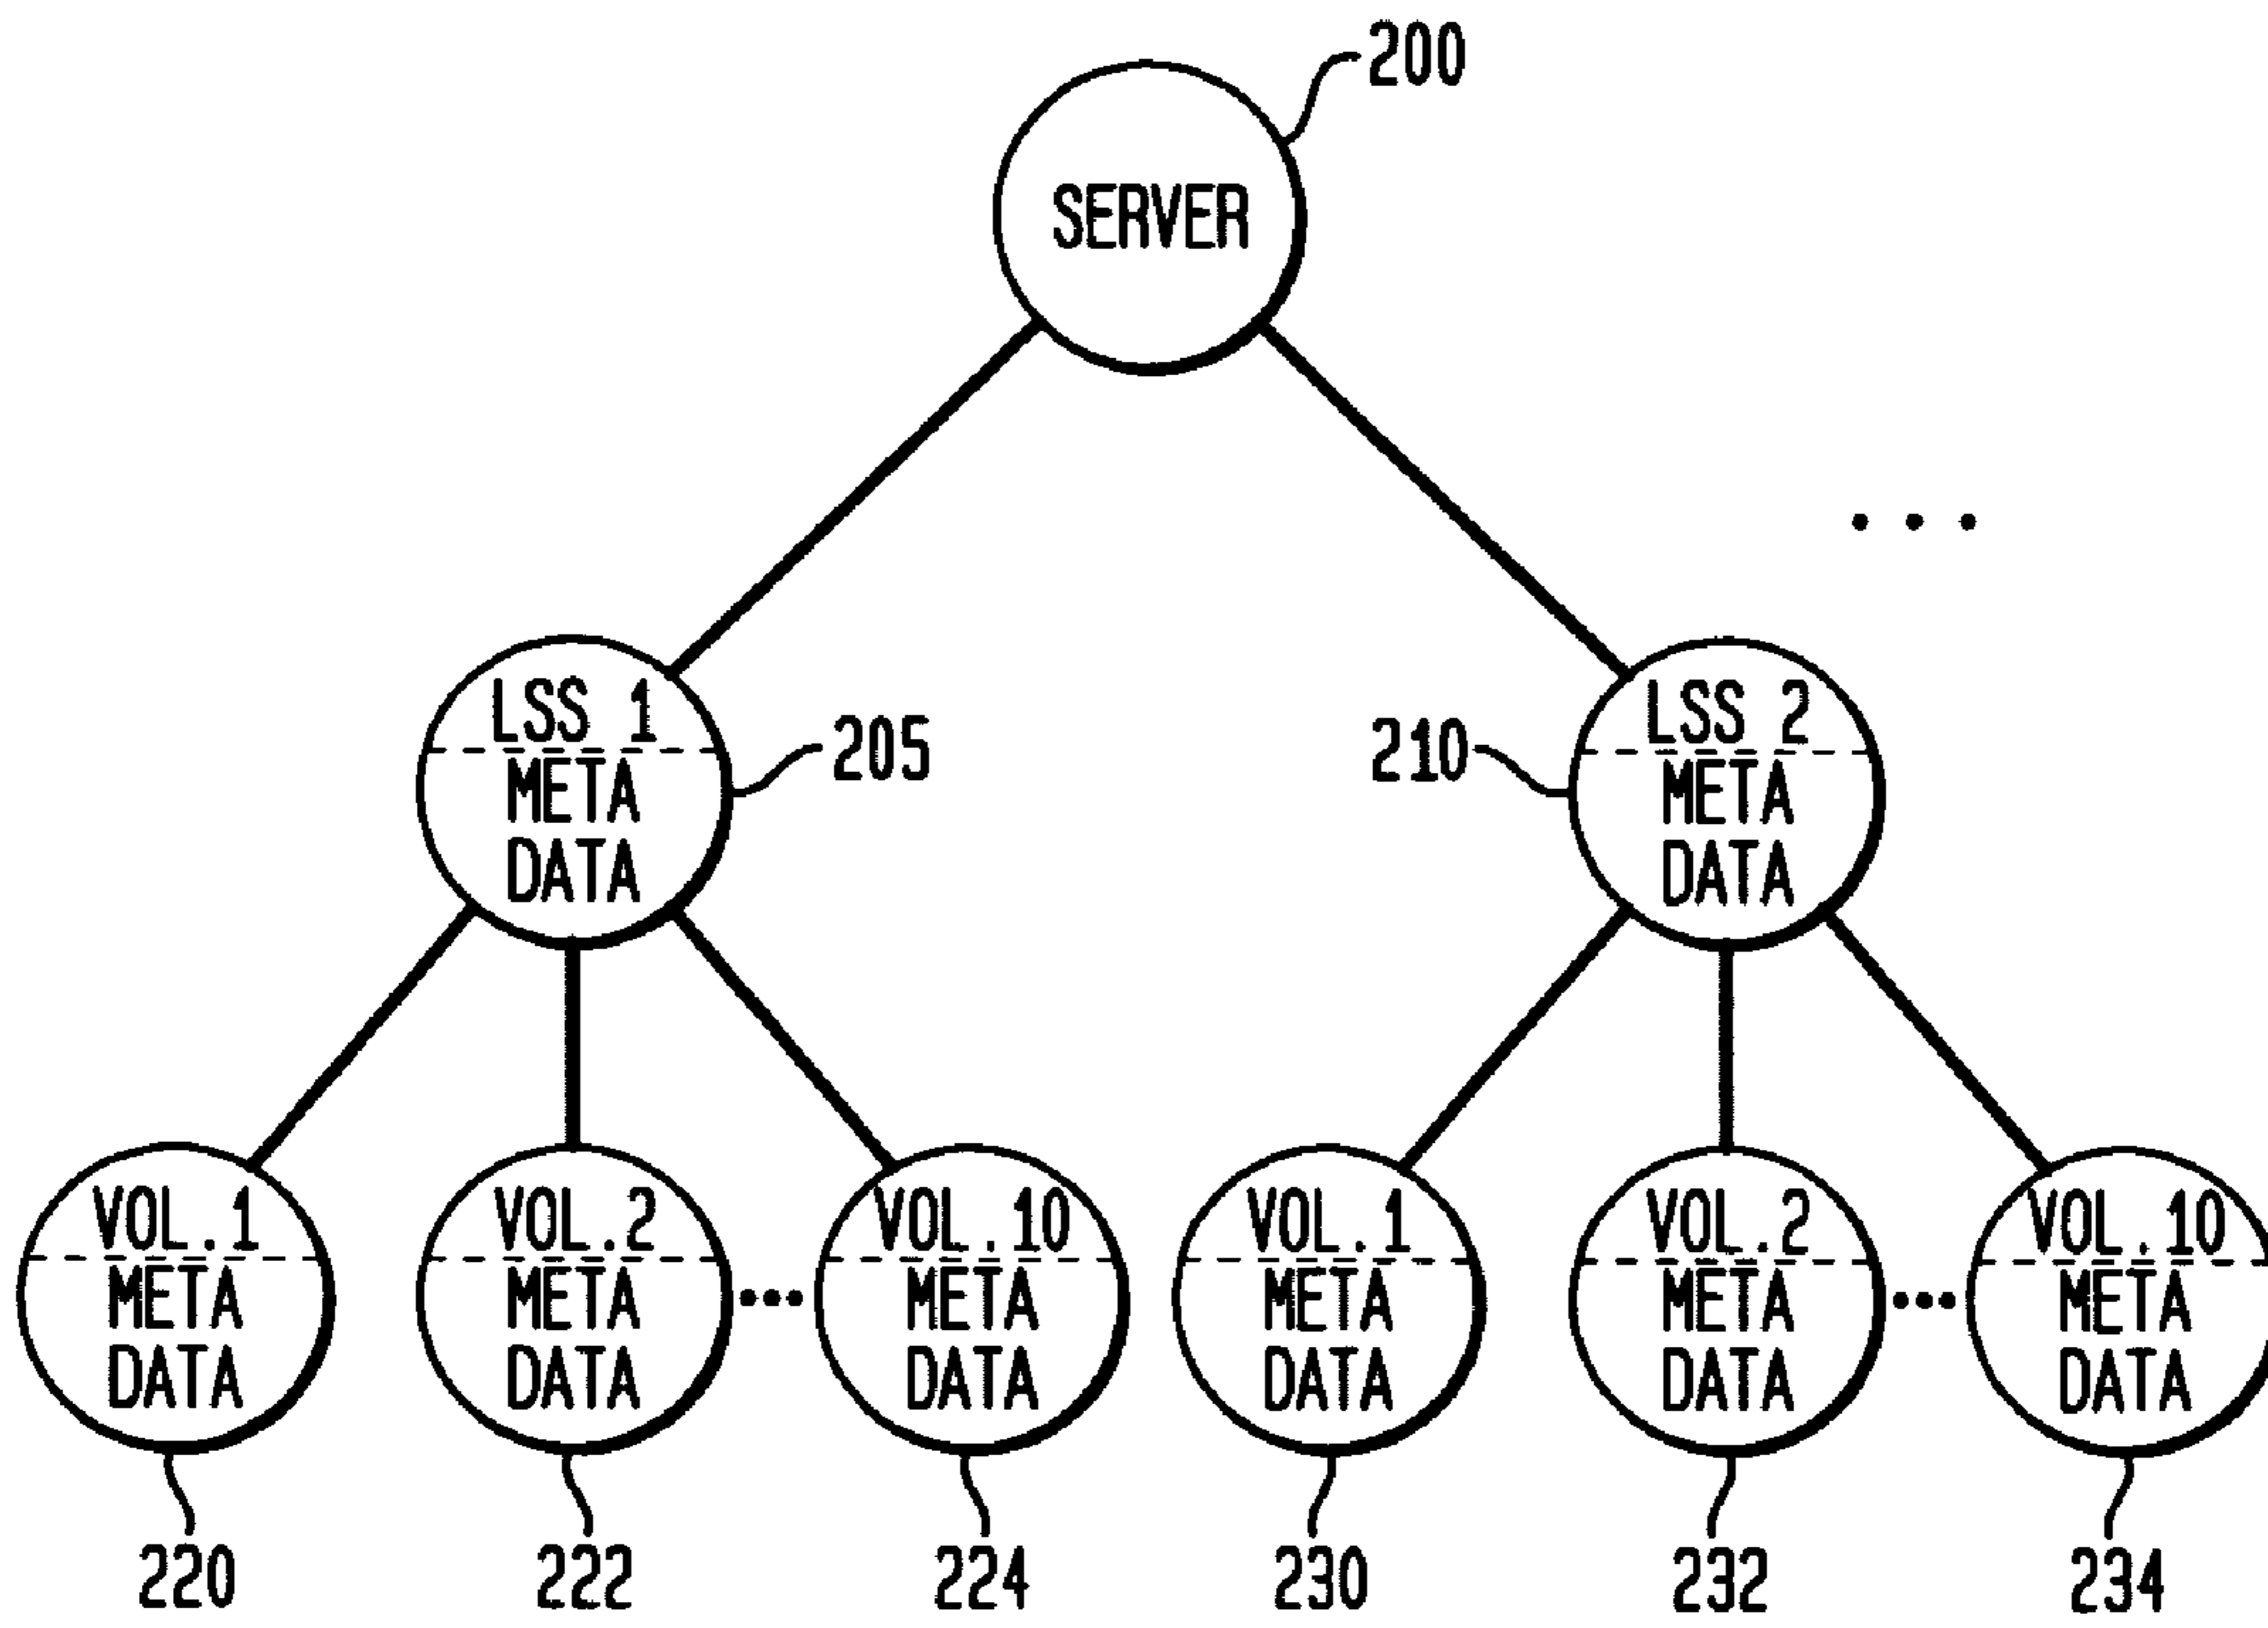 200
SERVER
LSS 1
META
DATA
205
210
LSS 2
META
DATA
VOL.1
META
DATA
VOL.2
META
DATA
...
VOL.10
META
DATA
VOL.1
META
DATA
VOL.2
META
DATA
...
VOL.10
META
DATA
220
222
224
230
232
234